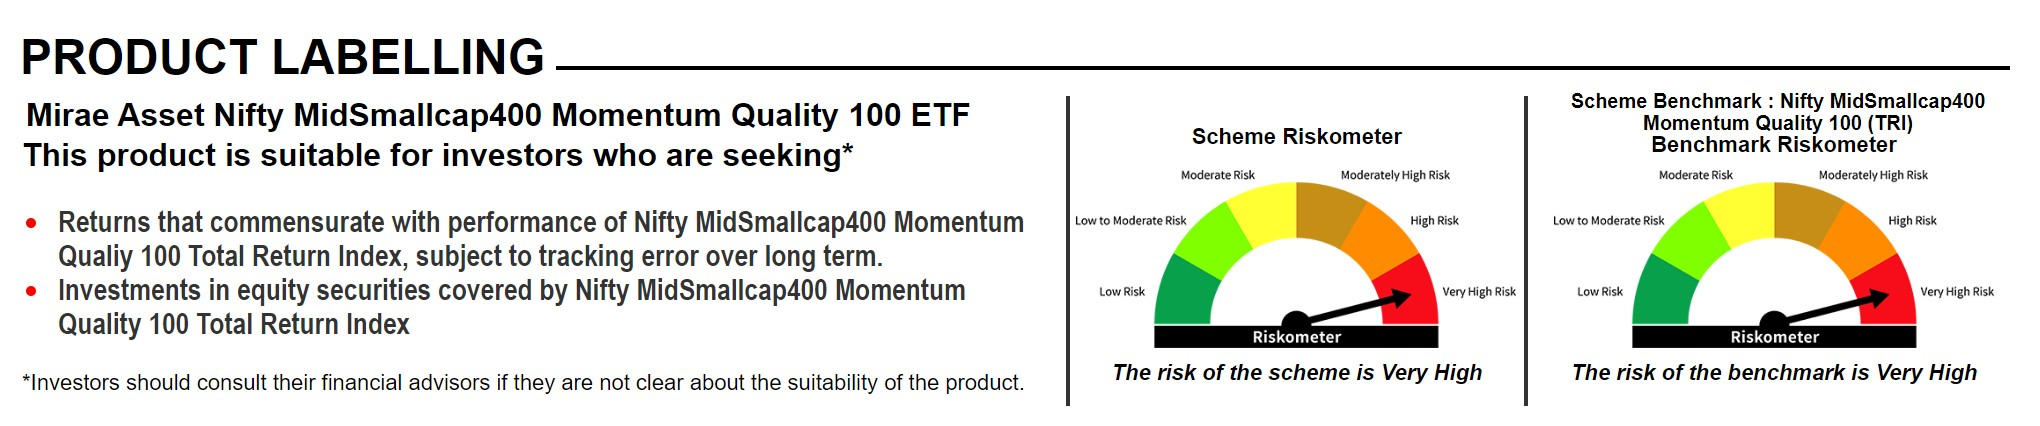 PRODUCT LABELLING
Mirae Asset Nifty MidSmallcap400 Momentum Quality 100 ETF
This product is suitable for investors who are seeking*
• Returns that commensurate with performance of Nifty MidSmallcap400 Momentum
Qualiy 100 Total Return Index, subject to tracking error over long term.
• Investments in equity securities covered by Nifty MidSmallcap400 Momentum
Quality 100 Total Return Index
*Investors should consult their financial advisors if they are not clear about the suitability of the product.
Scheme Riskometer
Moderate Risk
Moderately High Risk
Low to Moderate Risk
High Risk
Low Risk
Very High Risk
Riskometer
The risk of the scheme is Very High
Scheme Benchmark : Nifty MidSmallcap400
Momentum Quality 100 (TRI)
Benchmark Riskometer
Moderate Risk
Moderately High Risk
Low to Moderate Risk
High Risk
Low Risk
Very High Risk
Riskometer
The risk of the benchmark is Very High